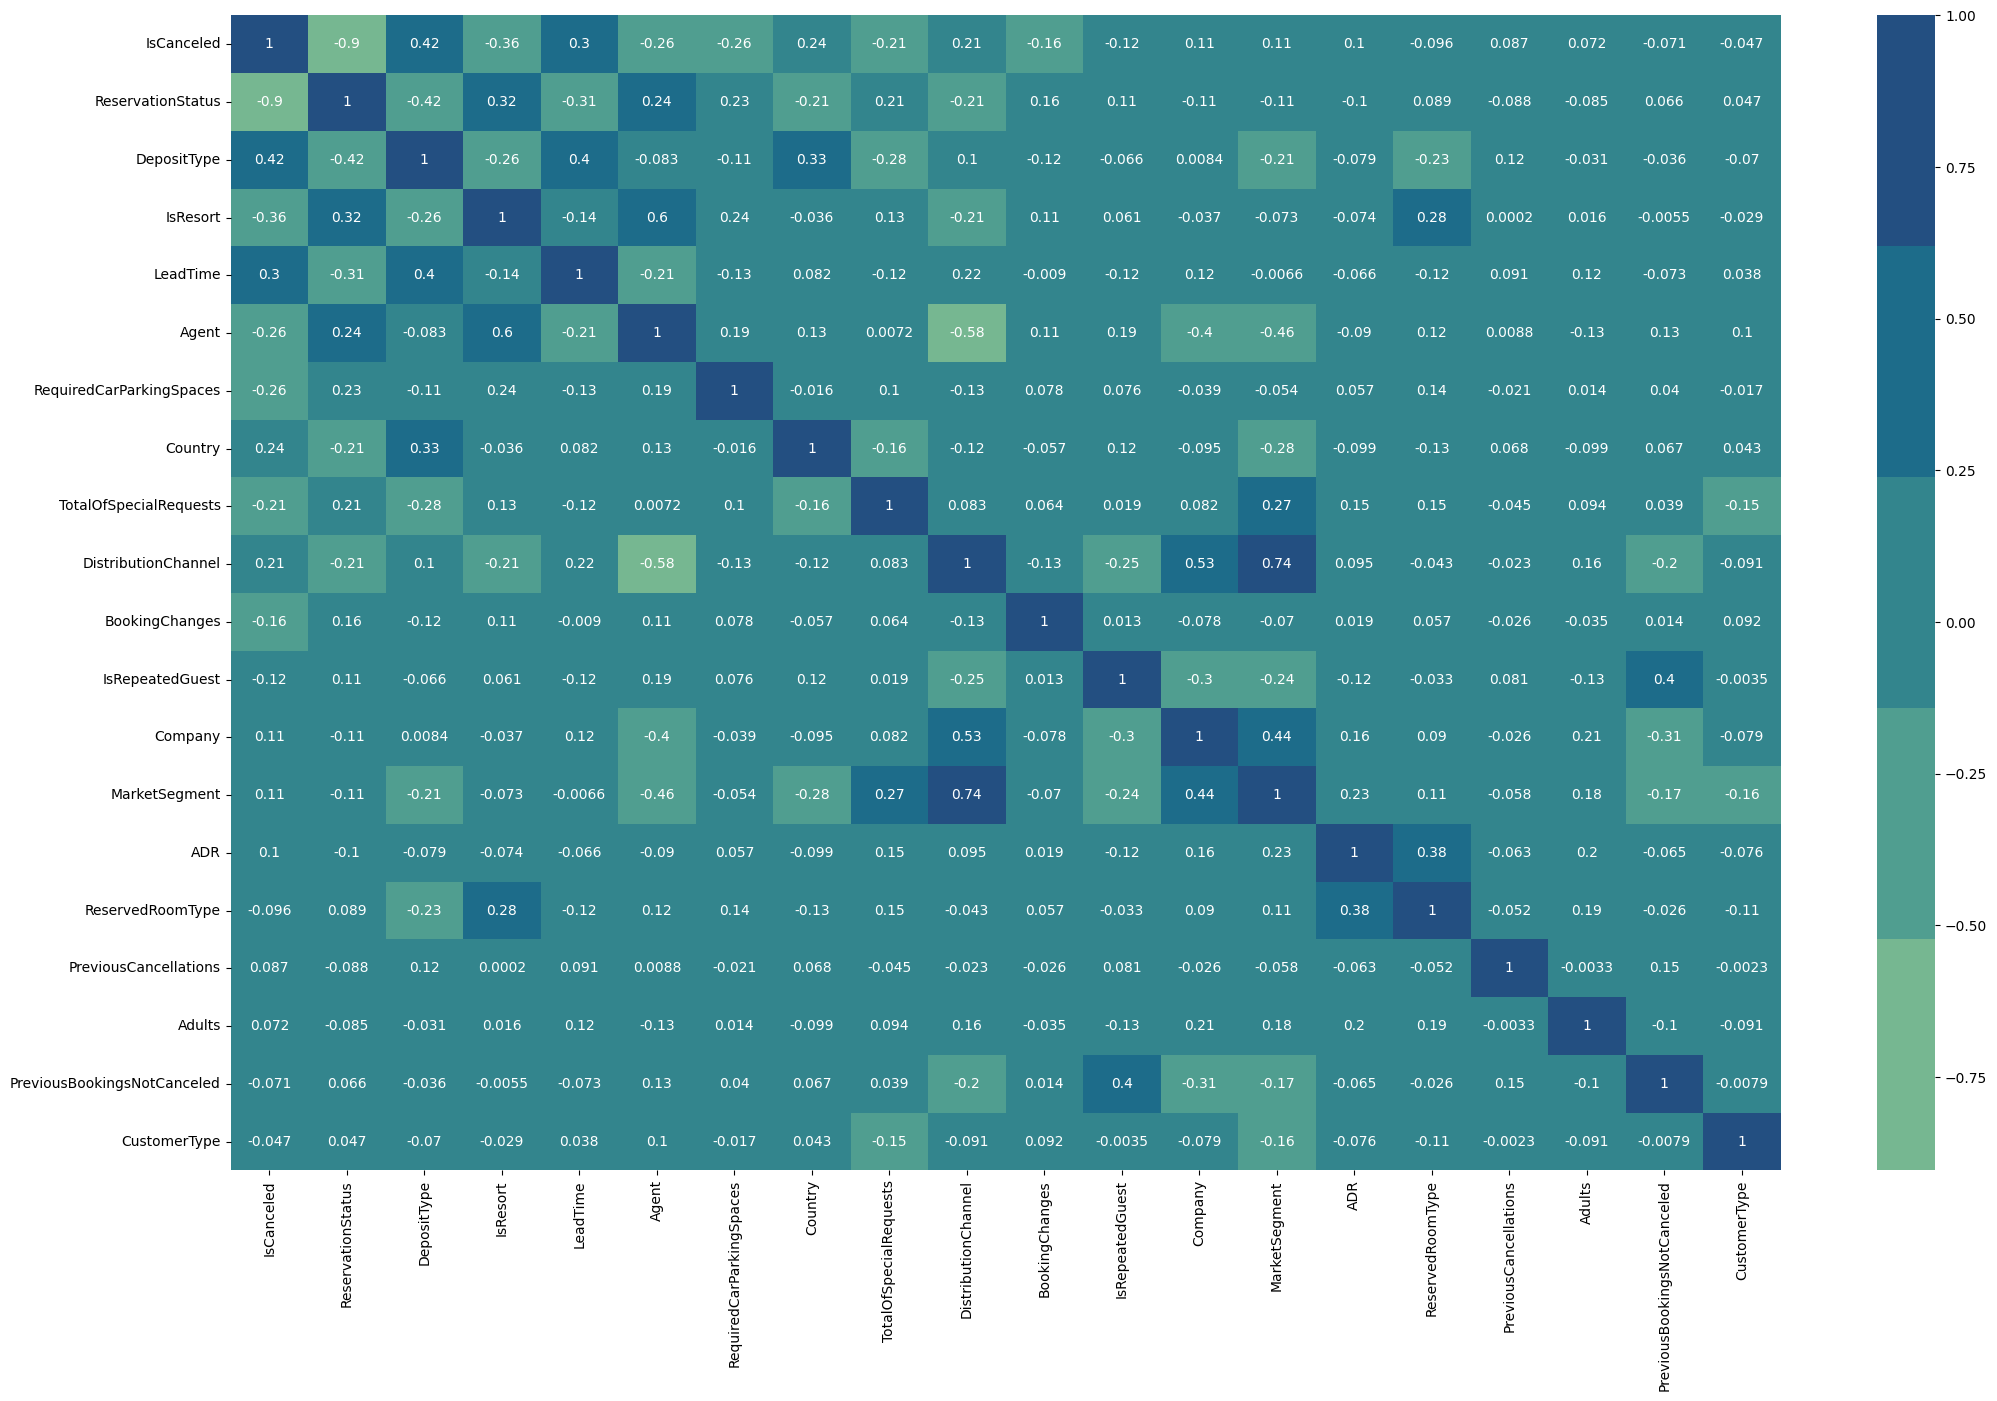 IsCanceled 1 -0.9 0.42 -0.36 0.3 -0.26 -0.26 0.24 -0.21 0.21 -0.16 -0.12 0.11 0.11 0.1 -0.096 0.087 0.072 -0.071 -0.047
ReservationStatus -0.9 1 -0.42 0.32 -0.31 0.24 0.23 -0.21 0.21 -0.21 0.16 0.11 -0.11 -0.11 -0.1 0.089 -0.088 -0.085 0.066 0.047
DepositType 0.42 -0.42 1 -0.26 0.4 -0.083 -0.11 0.33 -0.28 0.1 -0.12 -0.066 0.0084 -0.21 -0.079 -0.23 0.12 -0.031 -0.036 -0.07
IsResort -0.36 0.32 -0.26 1 -0.14 0.6 0.24 -0.036 0.13 -0.21 0.11 0.061 -0.037 -0.073 -0.074 0.28 0.0002 0.016 -0.0055 -0.029
LeadTime 0.3 -0.31 0.4 -0.14 1 -0.21 -0.13 0.082 -0.12 0.22 -0.009 -0.12 0.12 -0.0066 -0.066 -0.12 0.091 0.12 -0.073 0.038
Agent -0.26 0.24 -0.083 0.6 -0.21 1 0.19 0.13 0.0072 -0.58 0.11 0.19 -0.4 -0.46 -0.09 0.12 0.0088 -0.13 0.13 0.1
RequiredCarParkingSpaces -0.26 0.23 -0.11 0.24 -0.13 0.19 1 -0.016 0.1 -0.13 0.078 0.076 -0.039 -0.054 0.057 0.14 -0.021 0.014 0.04 -0.017
Country 0.24 -0.21 0.33 -0.036 0.082 0.13 -0.016 1 -0.16 -0.12 -0.057 0.12 -0.095 -0.28 -0.099 -0.13 0.068 -0.099 0.067 0.043
TotalOfSpecialRequests -0.21 0.21 -0.28 0.13 -0.12 0.0072 0.1 -0.16 1 0.083 0.064 0.019 0.082 0.27 0.15 0.15 -0.045 0.094 0.039 -0.15
DistributionChannel 0.21 -0.21 0.1 -0.21 0.22 -0.58 -0.13 -0.12 0.083 1 -0.13 -0.25 0.53 0.74 0.095 -0.043 -0.023 0.16 -0.2 -0.091
BookingChanges -0.16 0.16 -0.12 0.11 -0.009 0.11 0.078 -0.057 0.064 -0.13 1 0.013 -0.078 -0.07 0.019 0.057 -0.026 -0.035 0.014 0.092
IsRepeatedGuest -0.12 0.11 -0.066 0.061 -0.12 0.19 0.076 0.12 0.019 -0.25 0.013 1 -0.3 -0.24 -0.12 -0.033 0.081 -0.13 0.4 -0.0035
Company 0.11 -0.11 0.0084 -0.037 0.12 -0.4 -0.039 -0.095 0.082 0.53 -0.078 -0.3 1 0.44 0.16 0.09 -0.026 0.21 -0.31 -0.079
MarketSegment 0.11 -0.11 -0.21 -0.073 -0.0066 -0.46 -0.054 -0.28 0.27 0.74 -0.07 -0.24 0.44 1 0.23 0.11 -0.058 0.18 -0.17 -0.16
ADR 0.1 -0.1 -0.079 -0.074 -0.066 -0.09 0.057 -0.099 0.15 0.095 0.019 -0.12 0.16 0.23 1 0.38 -0.063 0.2 -0.065 -0.076
ReservedRoomType -0.096 0.089 -0.23 0.28 -0.12 0.12 0.14 -0.13 0.15 -0.043 0.057 -0.033 0.09 0.11 0.38 1 -0.052 0.19 -0.026 -0.11
PreviousCancellations 0.087 -0.088 0.12 0.0002 0.091 0.0088 -0.021 0.068 -0.045 -0.023 -0.026 0.081 -0.026 -0.058 -0.063 -0.052 1 -0.0033 0.15 -0.0023
Adults 0.072 -0.085 -0.031 0.016 0.12 -0.13 0.014 -0.099 0.094 0.16 -0.035 -0.13 0.21 0.18 0.2 0.19 -0.0033 1 -0.1 -0.091
PreviousBookingsNotCanceled -0.071 0.066 -0.036 -0.0055 -0.073 0.13 0.04 0.067 0.039 -0.2 0.014 0.4 -0.31 -0.17 -0.065 -0.026 0.15 -0.1 1 -0.0079
CustomerType -0.047 0.047 -0.07 -0.029 0.038 0.1 -0.017 0.043 -0.15 -0.091 0.092 -0.0035 -0.079 -0.16 -0.076 -0.11 -0.0023 -0.091 -0.0079 1
IsCanceled
ReservationStatus
DepositType
IsResort
LeadTime
Agent
RequiredCarParkingSpaces
Country
TotalOfSpecialRequests
DistributionChannel
BookingChanges
IsRepeatedGuest
Company
MarketSegment
ADR
ReservedRoomType
PreviousCancellations
Adults
PreviousBookingsNotCanceled
CustomerType
1.00
0.75
0.50
0.25
0.00
−0.25
−0.50
−0.75